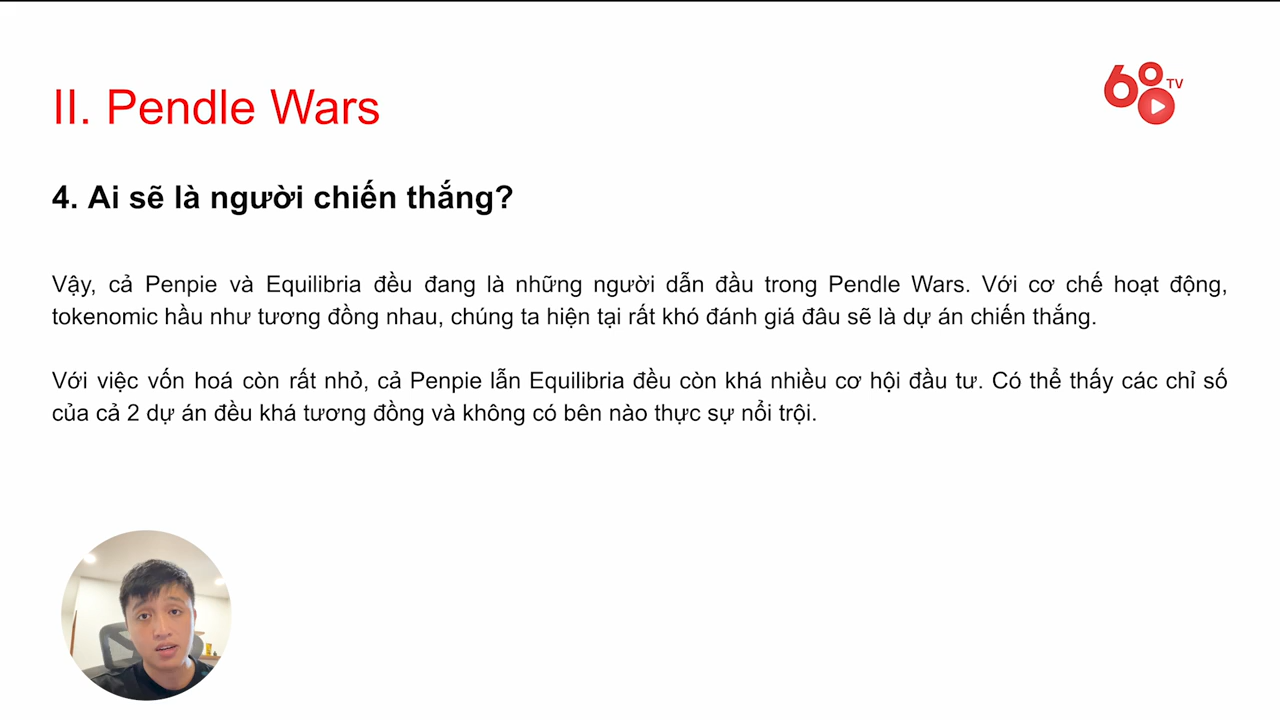 II. Pendle Wars
68 TV
4. Ai sẽ là người chiến thắng?
Vậy, cả Penpie và Equilibria đều đang là những người dẫn đầu trong Pendle Wars. Với cơ chế hoạt động,
tokenomic hầu như tương đồng nhau, chúng ta hiện tại rất khó đánh giá đâu sẽ là dự án chiến thắng.
Với việc vốn hoá còn rất nhỏ, cả Penpie lẫn Equilibria đều còn khá nhiều cơ hội đầu tư. Có thể thấy các chỉ số
của cả 2 dự án đều khá tương đồng và không có bên nào thực sự nổi trội.